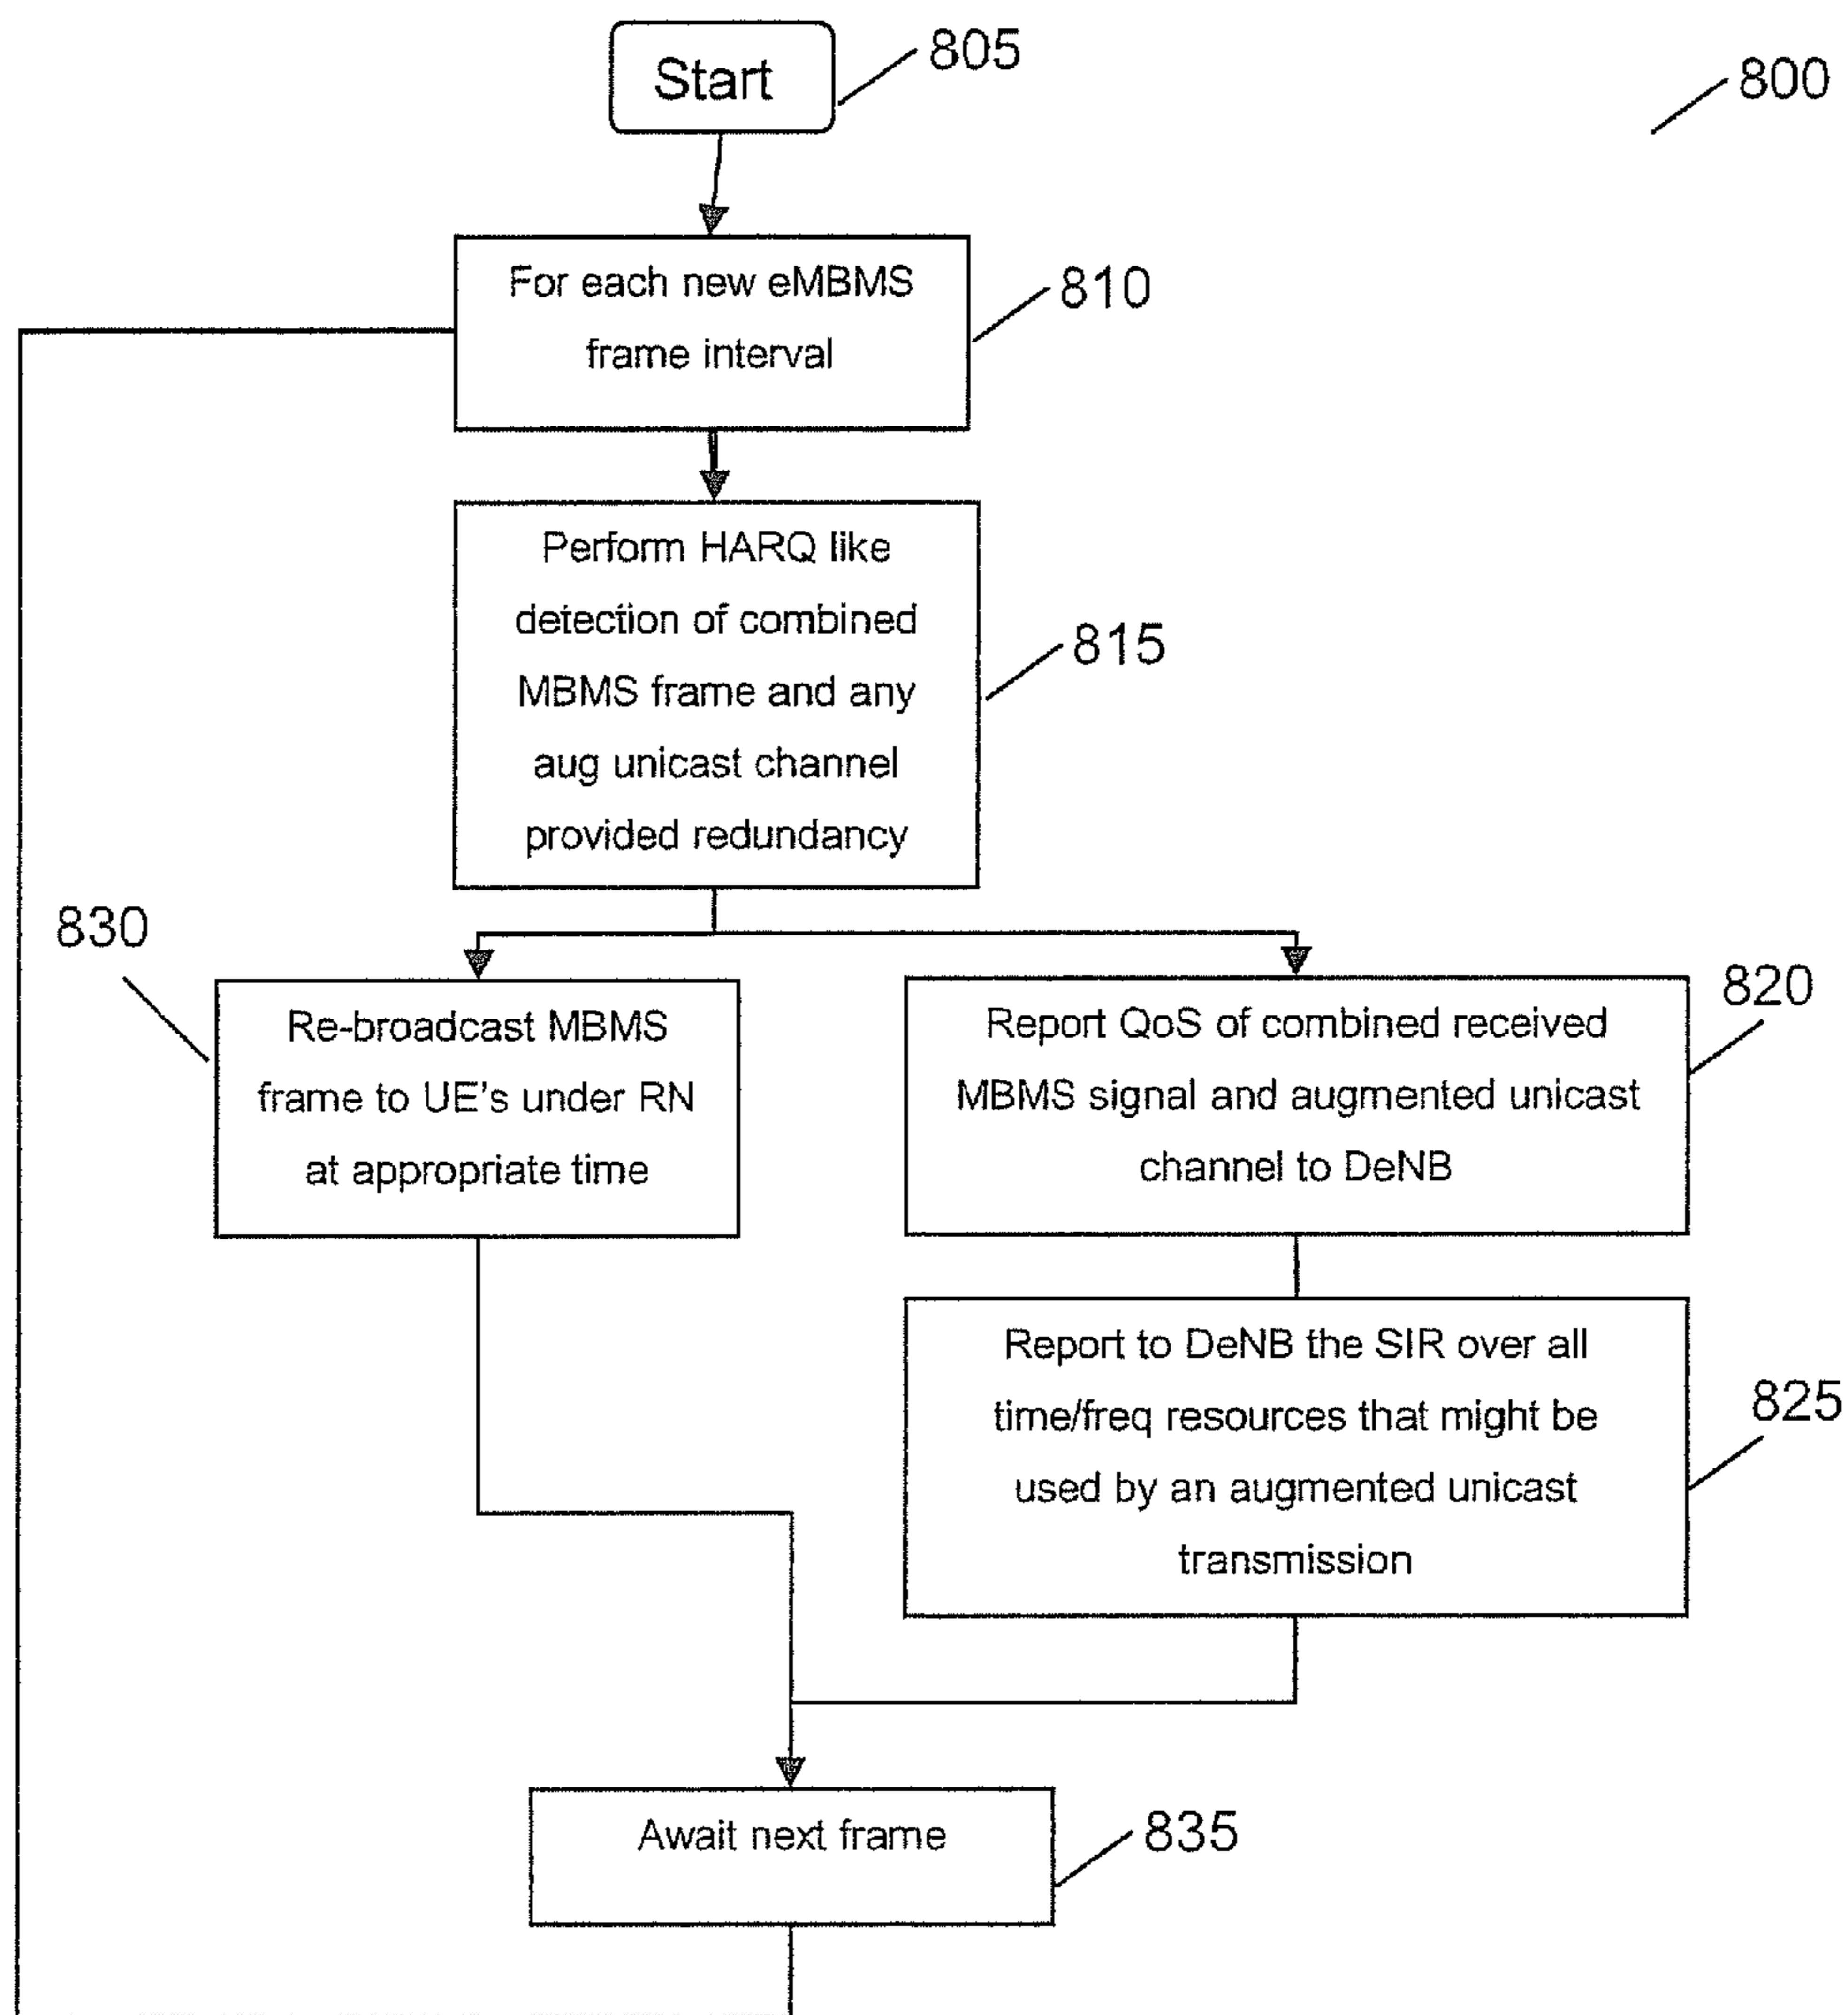 Start
805
800
For each new eMBMS
frame interval
810
Perform HARQ like
detection of combined
MBMS frame and any
aug unicast channel
provided redundancy
815
830
Re-broadcast MBMS
frame to UE's under RN
at appropriate time
820
Report QoS of combined received
MBMS signal and augmented unicast
channel to DeNB
Report to DeNB the SIR over all
time/freq resources that might be
used by an augmented unicast
transmission
825
Await next frame
835